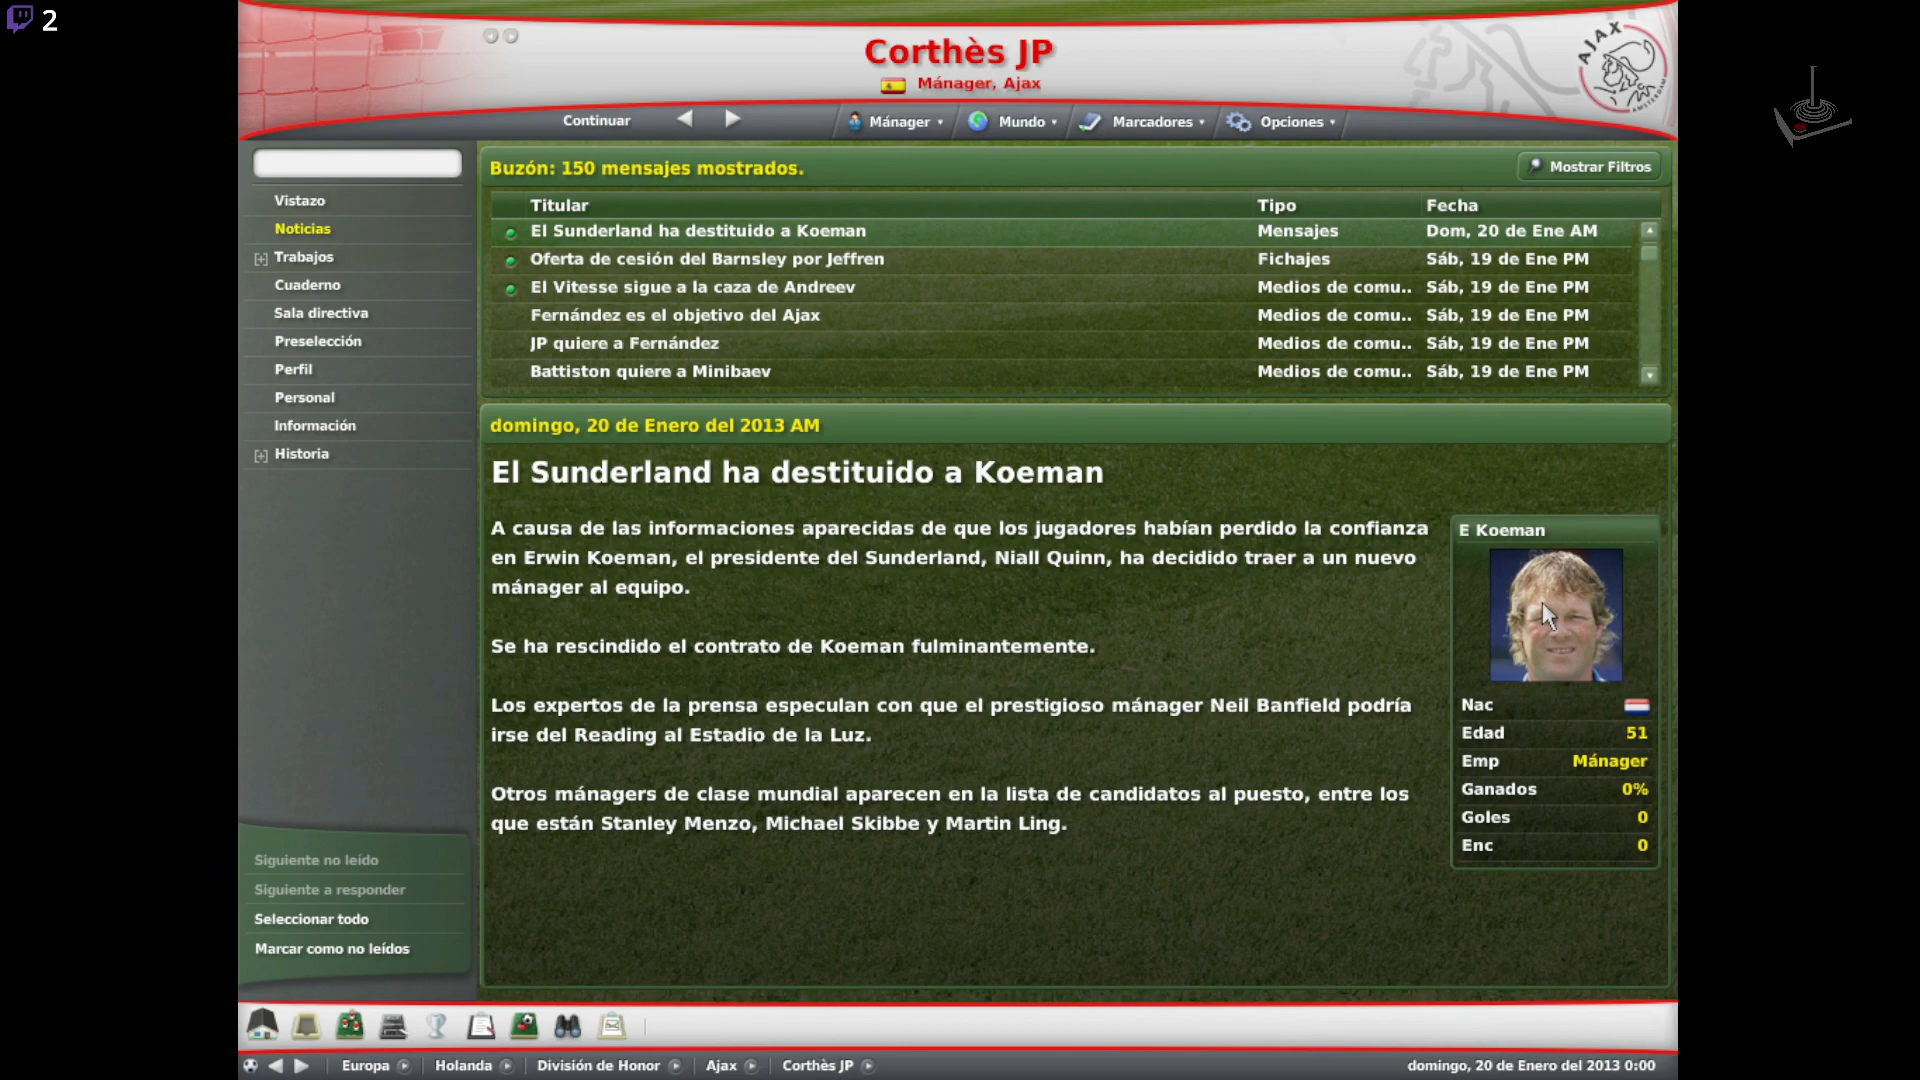 2
Corthès JP
Mánager, Ajax
AJAX
AMSTERDAM
Continuar
Mánager
Mundo
Marcadores
Opciones
Vistazo
Noticias
[+] Trabajos
Cuaderno
Sala directiva
Preselección
Perfil
Personal
Información
[+] Historia
Siguiente no leído
Siguiente a responder
Seleccionar todo
Marcar como no leídos
Buzón: 150 mensajes mostrados.
Mostrar Filtros
Titular Tipo Fecha
El Sunderland ha destituido a Koeman Mensajes Dom, 20 de Ene AM
Oferta de cesión del Barnsley por Jeffren Fichajes Sáb, 19 de Ene PM
El Vitesse sigue a la caza de Andreev Medios de comu.. Sáb, 19 de Ene PM
Fernández es el objetivo del Ajax Medios de comu.. Sáb, 19 de Ene PM
JP quiere a Fernández Medios de comu.. Sáb, 19 de Ene PM
Battiston quiere a Minibaev Medios de comu.. Sáb, 19 de Ene PM
domingo, 20 de Enero del 2013 AM
El Sunderland ha destituido a Koeman
A causa de las informaciones aparecidas de que los jugadores habían perdido la confianza
en Erwin Koeman, el presidente del Sunderland, Niall Quinn, ha decidido traer a un nuevo
mánager al equipo.
Se ha rescindido el contrato de Koeman fulminantemente.
Los expertos de la prensa especulan con que el prestigioso mánager Neil Banfield podría
irse del Reading al Estadio de la Luz.
Otros mánagers de clase mundial aparecen en la lista de candidatos al puesto, entre los
que están Stanley Menzo, Michael Skibbe y Martin Ling.
E Koeman
Nac
Edad 51
Emp Mánager
Ganados 0%
Goles 0
Enc 0
Europa
Holanda
División de Honor
Ajax
Corthès JP
domingo, 20 de Enero del 2013 0:00